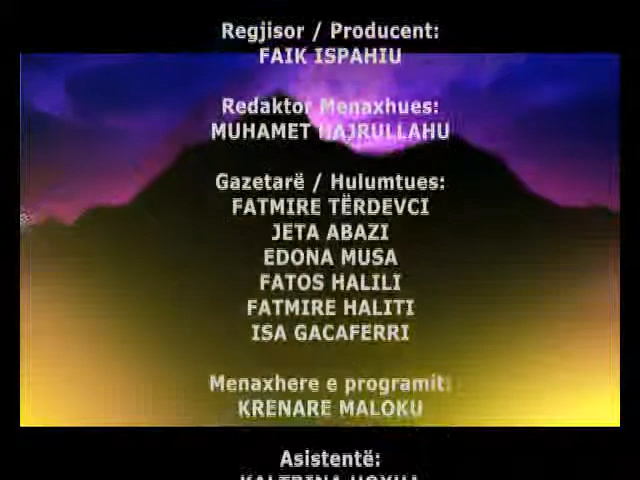 Regjisor / Producent:
FAIK ISPAHIU
Redaktor Menaxhues:
MUHAMET HAJRULLAHU
Gazetarë / Hulumtues:
FATMIRE TËRDEVCI
JETA ABAZI
EDONA MUSA
FATOS HALILI
FATMIRE HALITI
ISA GACAFERRI
Menaxhere e programit:
KRENARE MALOKU
Asistentë: